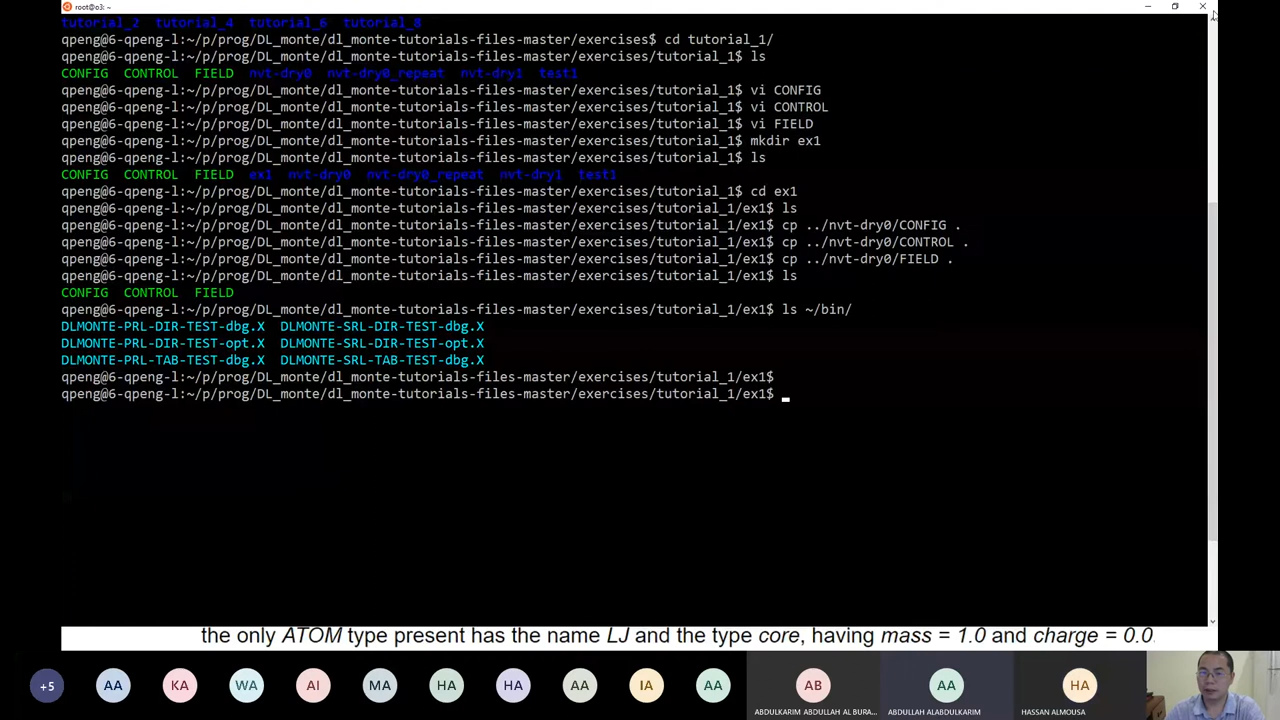 root@o3: ~
tutorial_2 tutorial_4 tutorial_6 tutorial_8
qpeng@6-qpeng-l:~/p/prog/DL_monte/dl_monte-tutorials-files-master/exercises$ cd tutorial_1/
qpeng@6-qpeng-l:~/p/prog/DL_monte/dl_monte-tutorials-files-master/exercises/tutorial_1$ ls
CONFIG CONTROL FIELD nvt-dry0 nvt-dry0_repeat nvt-dry1 test1
qpeng@6-qpeng-l:~/p/prog/DL_monte/dl_monte-tutorials-files-master/exercises/tutorial_1$ vi CONFIG
qpeng@6-qpeng-l:~/p/prog/DL_monte/dl_monte-tutorials-files-master/exercises/tutorial_1$ vi CONTROL
qpeng@6-qpeng-l:~/p/prog/DL_monte/dl_monte-tutorials-files-master/exercises/tutorial_1$ vi FIELD
qpeng@6-qpeng-l:~/p/prog/DL_monte/dl_monte-tutorials-files-master/exercises/tutorial_1$ mkdir ex1
qpeng@6-qpeng-l:~/p/prog/DL_monte/dl_monte-tutorials-files-master/exercises/tutorial_1$ ls
CONFIG CONTROL FIELD ex1 nvt-dry0 nvt-dry0_repeat nvt-dry1 test1
qpeng@6-qpeng-l:~/p/prog/DL_monte/dl_monte-tutorials-files-master/exercises/tutorial_1$ cd ex1
qpeng@6-qpeng-l:~/p/prog/DL_monte/dl_monte-tutorials-files-master/exercises/tutorial_1/ex1$ ls
qpeng@6-qpeng-l:~/p/prog/DL_monte/dl_monte-tutorials-files-master/exercises/tutorial_1/ex1$ cp ../nvt-dry0/CONFIG .
qpeng@6-qpeng-l:~/p/prog/DL_monte/dl_monte-tutorials-files-master/exercises/tutorial_1/ex1$ cp ../nvt-dry0/CONTROL .
qpeng@6-qpeng-l:~/p/prog/DL_monte/dl_monte-tutorials-files-master/exercises/tutorial_1/ex1$ cp ../nvt-dry0/FIELD .
qpeng@6-qpeng-l:~/p/prog/DL_monte/dl_monte-tutorials-files-master/exercises/tutorial_1/ex1$ ls
CONFIG CONTROL FIELD
qpeng@6-qpeng-l:~/p/prog/DL_monte/dl_monte-tutorials-files-master/exercises/tutorial_1/ex1$ ls ~/bin/
DLMONTE-PRL-DIR-TEST-dbg.X DLMONTE-SRL-DIR-TEST-dbg.X
DLMONTE-PRL-DIR-TEST-opt.X DLMONTE-SRL-DIR-TEST-opt.X
DLMONTE-PRL-TAB-TEST-dbg.X DLMONTE-SRL-TAB-TEST-dbg.X
qpeng@6-qpeng-l:~/p/prog/DL_monte/dl_monte-tutorials-files-master/exercises/tutorial_1/ex1$
qpeng@6-qpeng-l:~/p/prog/DL_monte/dl_monte-tutorials-files-master/exercises/tutorial_1/ex1$
the only ATOM type present has the name LJ and the type core, having mass = 1.0 and charge = 0.0.
+5 AA KA WA AI MA HA HA AA IA AA AB AA HA
ABDULKARIM ABDULLAH AL BURA... ABDULLAH ALABDULKARIM HASSAN ALMOUSA